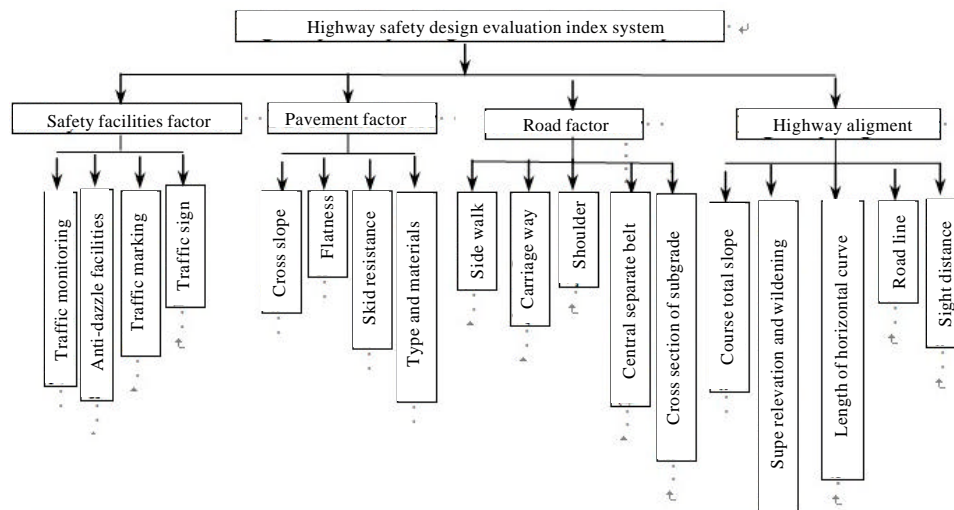 Highway safety design evaluation index system
Safety facilities factor
Pavement factor
Road factor
Highway aligment
Traffic monitoring
Anti-dazzle facilities
Traffic marking
Traffic sign
Cross slope
Flatness
Skid resistance
Type and materials
Side walk
Carriage way
Shoulder
Central separate belt
Cross section of subgrade
Course total slope
Supe relevation and wildening
Length of horizontal curve
Road line
Sight distance